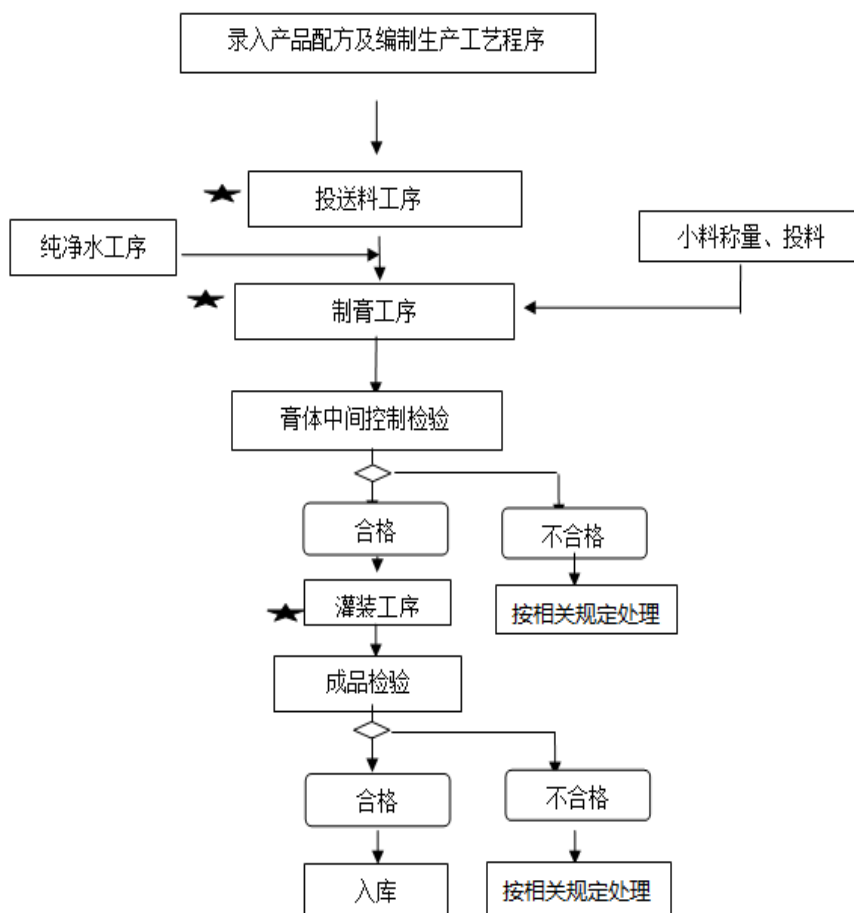 录入产品配方及编制生产工艺程序
投送料工序
纯净水工序
小料称量、投料
制膏工序
膏体中间控制检验
合格
不合格
灌装工序
按相关规定处理
成品检验
合格
不合格
入库
按相关规定处理